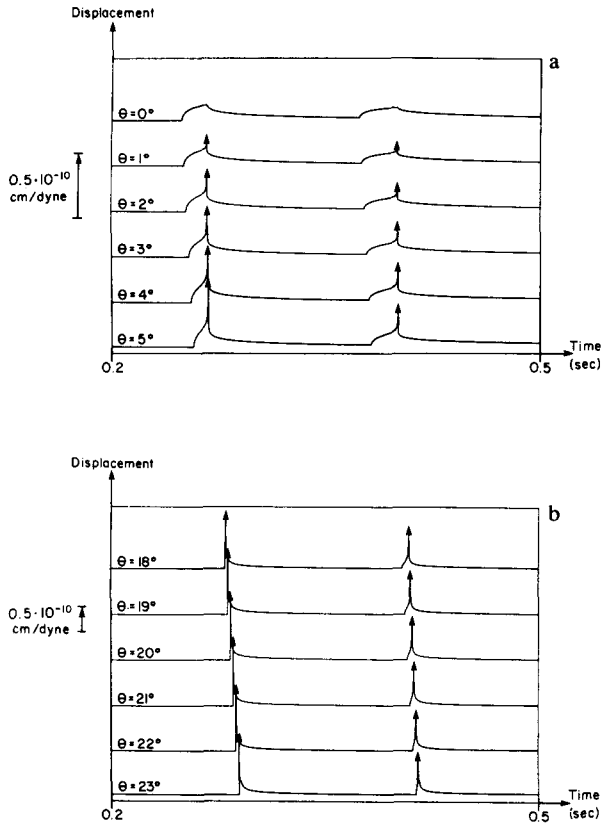 Displacement
a
θ=0°
θ=1°
0.5·10⁻¹⁰
cm/dyne
θ=2°
θ=3°
θ=4°
θ=5°
Time
(sec)
0.2
0.5
Displacement
b
θ=18°
θ=19°
0.5·10⁻¹⁰
cm/dyne
θ=20°
θ=21°
θ=22°
θ=23°
Time
(sec)
0.2
0.5